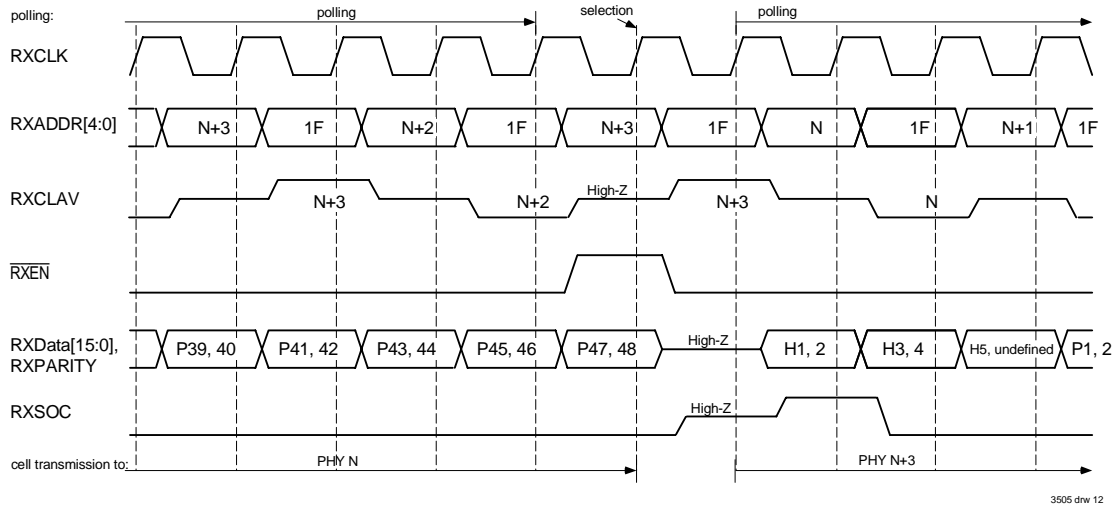 polling: polling selection polling
RXCLK
RXADDR[4:0] N+3 1F N+2 1F N+3 1F N 1F N+1 1F
RXCLAV N+3 N+2 High-Z N+3 N
RXEN
RXData[15:0], RXPARITY P39, 40 P41, 42 P43, 44 P45, 46 P47, 48 High-Z H1, 2 H3, 4 H5, undefined P1, 2
RXSOC High-Z
cell transmission to: PHY N PHY N+3
3505 drw 12